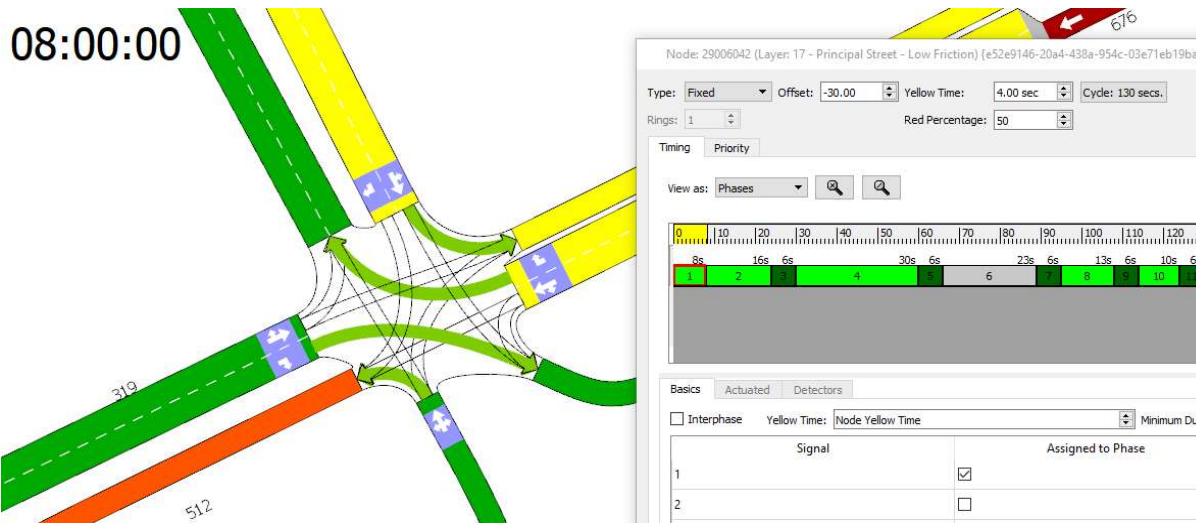 08:00:00
676
319
512
Node: 29006042 (Layer: 17 - Principal Street - Low Friction) {e52e9146-20a4-438a-954c-03e71eb19ba
Type: Fixed Offset: -30.00 Yellow Time: 4.00 sec Cycle: 130 secs.
Rings: 1 Red Percentage: 50
Timing Priority
View as: Phases
0 10 20 30 40 50 60 70 80 90 100 110 120
8s 16s 6s 30s 6s 23s 6s 13s 6s 10s 6
1 2 3 4 5 6 7 8 9 10 11
Basics Actuated Detectors
Interphase Yellow Time: Node Yellow Time Minimum Du
Signal Assigned to Phase
1
2